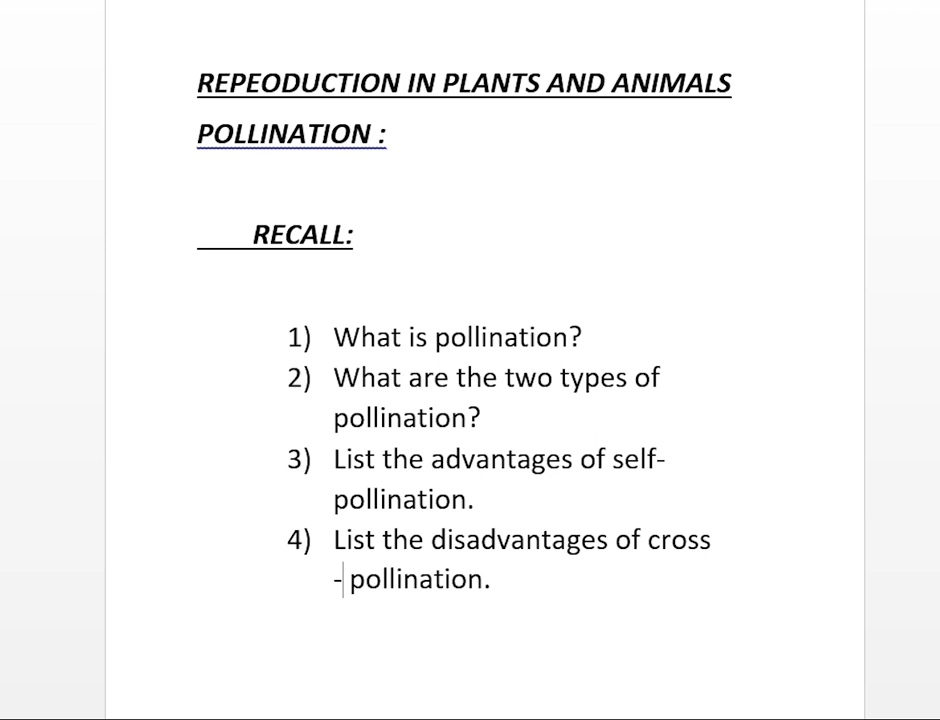 REPEODUCTION IN PLANTS AND ANIMALS
POLLINATION :
RECALL:
1) What is pollination?
2) What are the two types of
pollination?
3) List the advantages of self-
pollination.
4) List the disadvantages of cross
-pollination.